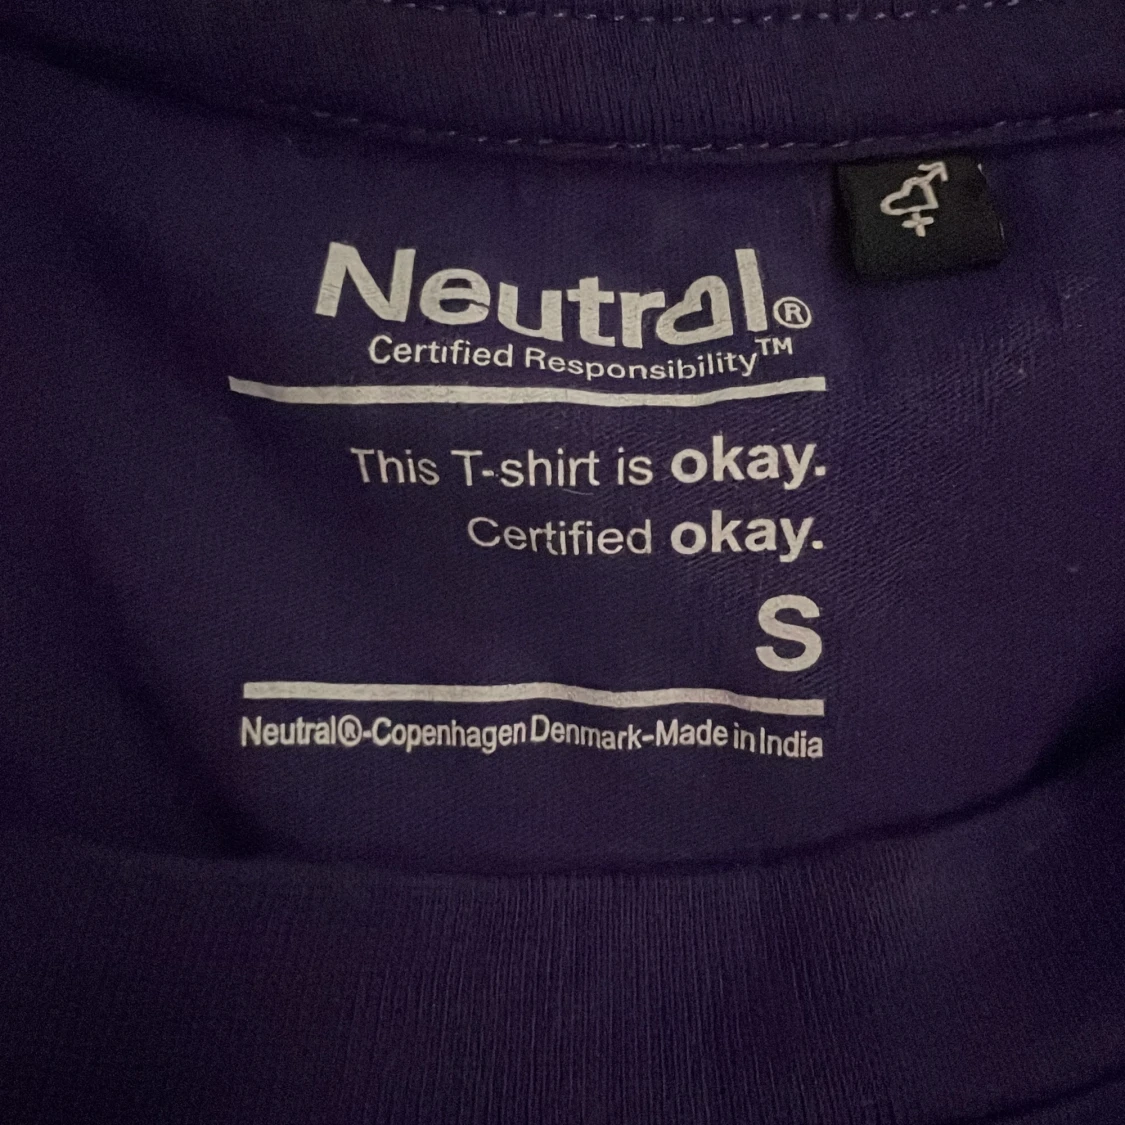 Neutral®
Certified Responsibility™
This T-shirt is okay.
Certified okay.
S
Neutral®-Copenhagen Denmark-Made in India